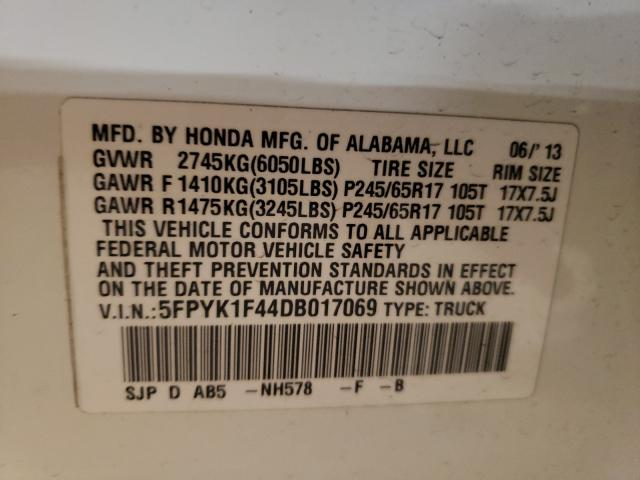 MFD. BY HONDA MFG. OF ALABAMA, LLC 06/'13
GVWR 2745KG(6050LBS) TIRE SIZE RIM SIZE
GAWR F 1410KG(3105LBS) P245/65R17 105T 17X7.5J
GAWR R 1475KG(3245LBS) P245/65R17 105T 17X7.5J
THIS VEHICLE CONFORMS TO ALL APPLICABLE
FEDERAL MOTOR VEHICLE SAFETY
AND THEFT PREVENTION STANDARDS IN EFFECT
ON THE DATE OF MANUFACTURE SHOWN ABOVE.
V.I.N.:5FPYK1F44DB017069 TYPE: TRUCK
SJP D AB5 -NH578 -F -B